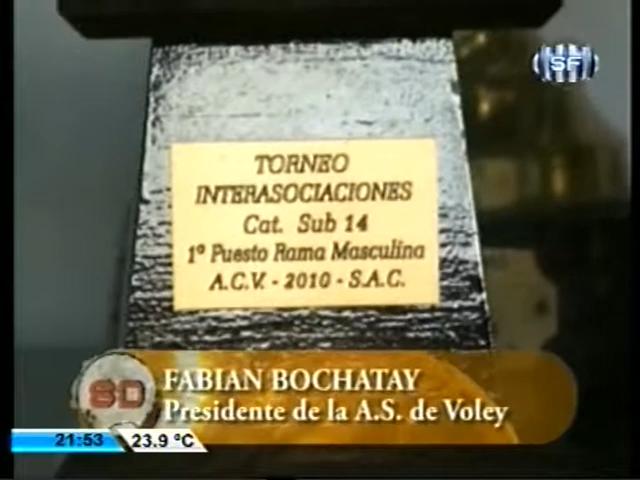 SF
TORNEO
INTERASOCIACIONES
Cat. Sub 14
1º Puesto Rama Masculina
A.C.V. - 2010 - S.A.C.
SD
FABIAN BOCHATAY
Presidente de la A.S. de Voley
21:53 23.9 ºC